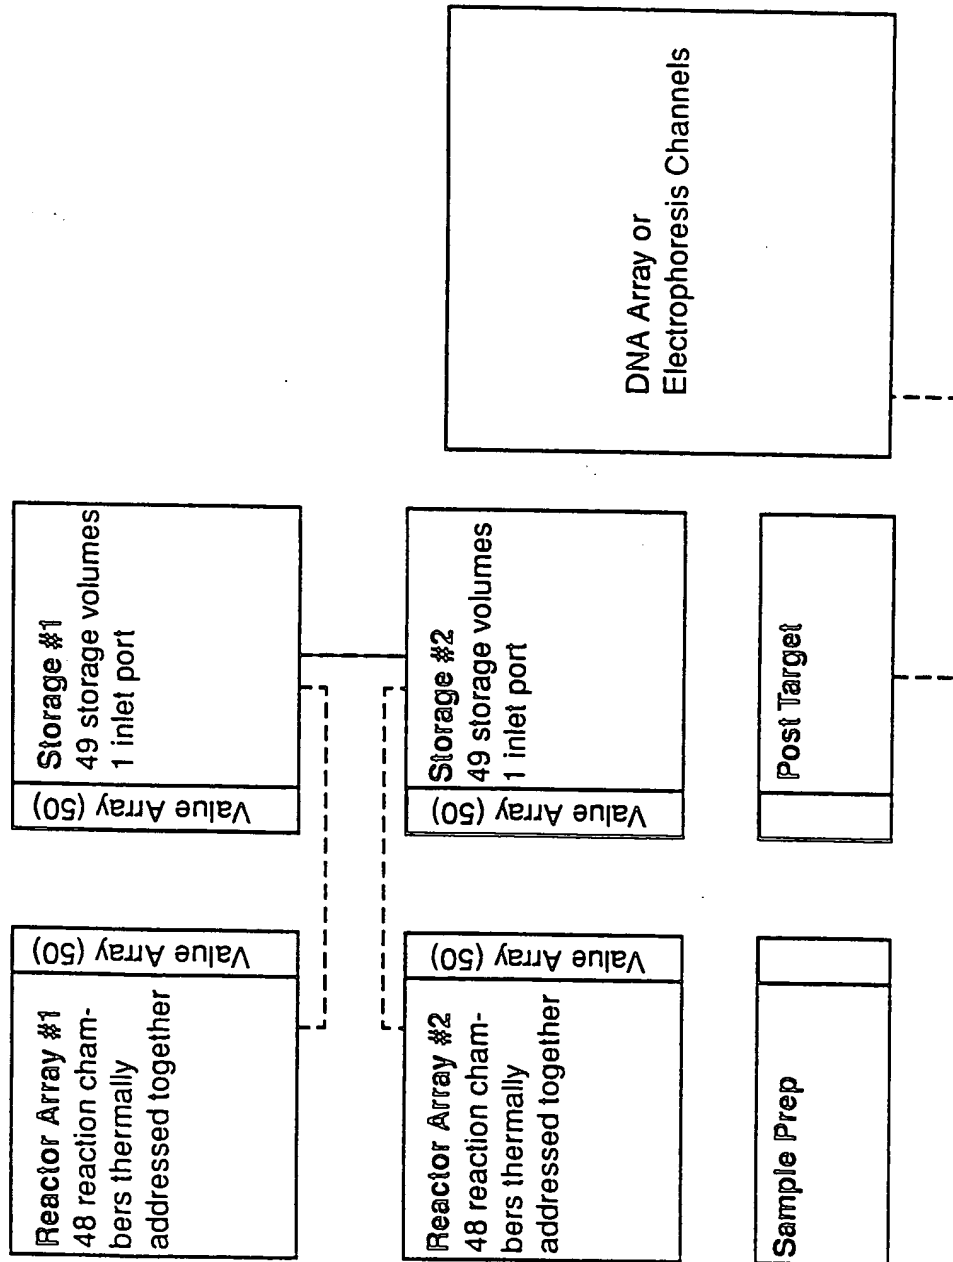 Reactor Array #1
48 reaction cham-
bers thermally
addressed together
Value Array (50)
Value Array (50)
Storage #1
49 storage volumes
1 inlet port
Reactor Array #2
48 reaction cham-
bers thermally
addressed together
Value Array (50)
Value Array (50)
Storage #2
49 storage volumes
1 inlet port
Sample Prep
Post Target
DNA Array or
Electrophoresis Channels